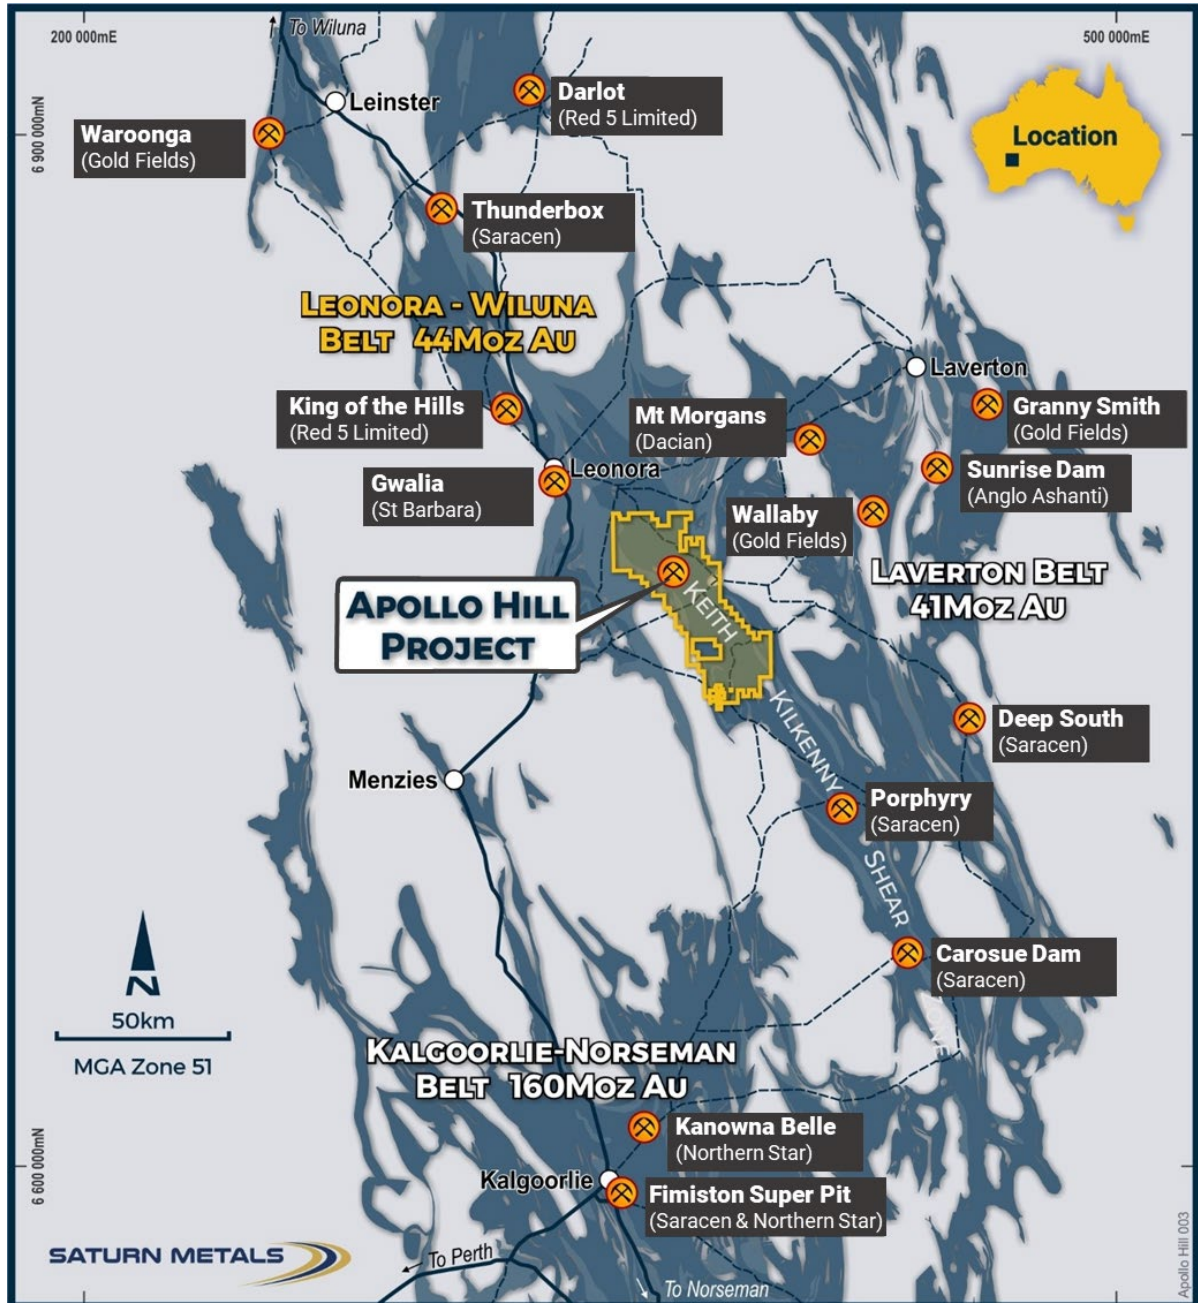 200 000mE
500 000mE
To Wiluna
Leinster
Darlot
(Red 5 Limited)
6 900 000mN
Waroonga
(Gold Fields)
Location
Thunderbox
(Saracen)
LEONORA - WILUNA
BELT 44MOZ AU
Laverton
King of the Hills
(Red 5 Limited)
Mt Morgans
(Dacian)
Granny Smith
(Gold Fields)
Leonora
Gwalia
(St Barbara)
Sunrise Dam
(Anglo Ashanti)
Wallaby
(Gold Fields)
LAVERTON BELT
41MOZ AU
APOLLO HILL
PROJECT
KEITH
KILKENNY
SHEAR
ZONE
Deep South
(Saracen)
Menzies
Porphyry
(Saracen)
Carosue Dam
(Saracen)
N
50km
MGA Zone 51
KALGOORLIE-NORSEMAN
BELT 160MOZ AU
Kanowna Belle
(Northern Star)
6 600 000mN
Kalgoorlie
Fimiston Super Pit
(Saracen & Northern Star)
SATURN METALS
To Perth
To Norseman
Apollo Hill 003